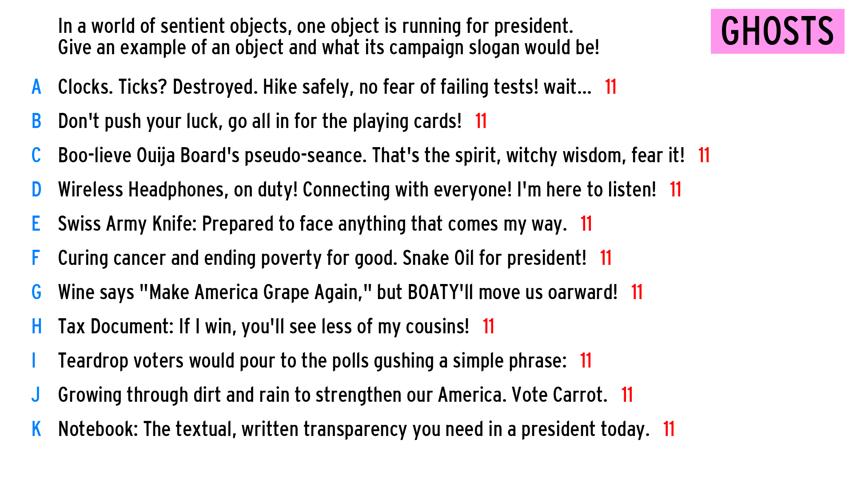 In a world of sentient objects, one object is running for president.
Give an example of an object and what its campaign slogan would be!
GHOSTS
A Clocks. Ticks? Destroyed. Hike safely, no fear of failing tests! wait... 11
B Don't push your luck, go all in for the playing cards! 11
C Boo-lieve Ouija Board's pseudo-seance. That's the spirit, witchy wisdom, fear it! 11
D Wireless Headphones, on duty! Connecting with everyone! I'm here to listen! 11
E Swiss Army Knife: Prepared to face anything that comes my way. 11
F Curing cancer and ending poverty for good. Snake Oil for president! 11
G Wine says "Make America Grape Again," but BOATY'll move us oarward! 11
H Tax Document: If I win, you'll see less of my cousins! 11
I Teardrop voters would pour to the polls gushing a simple phrase: 11
J Growing through dirt and rain to strengthen our America. Vote Carrot. 11
K Notebook: The textual, written transparency you need in a president today. 11